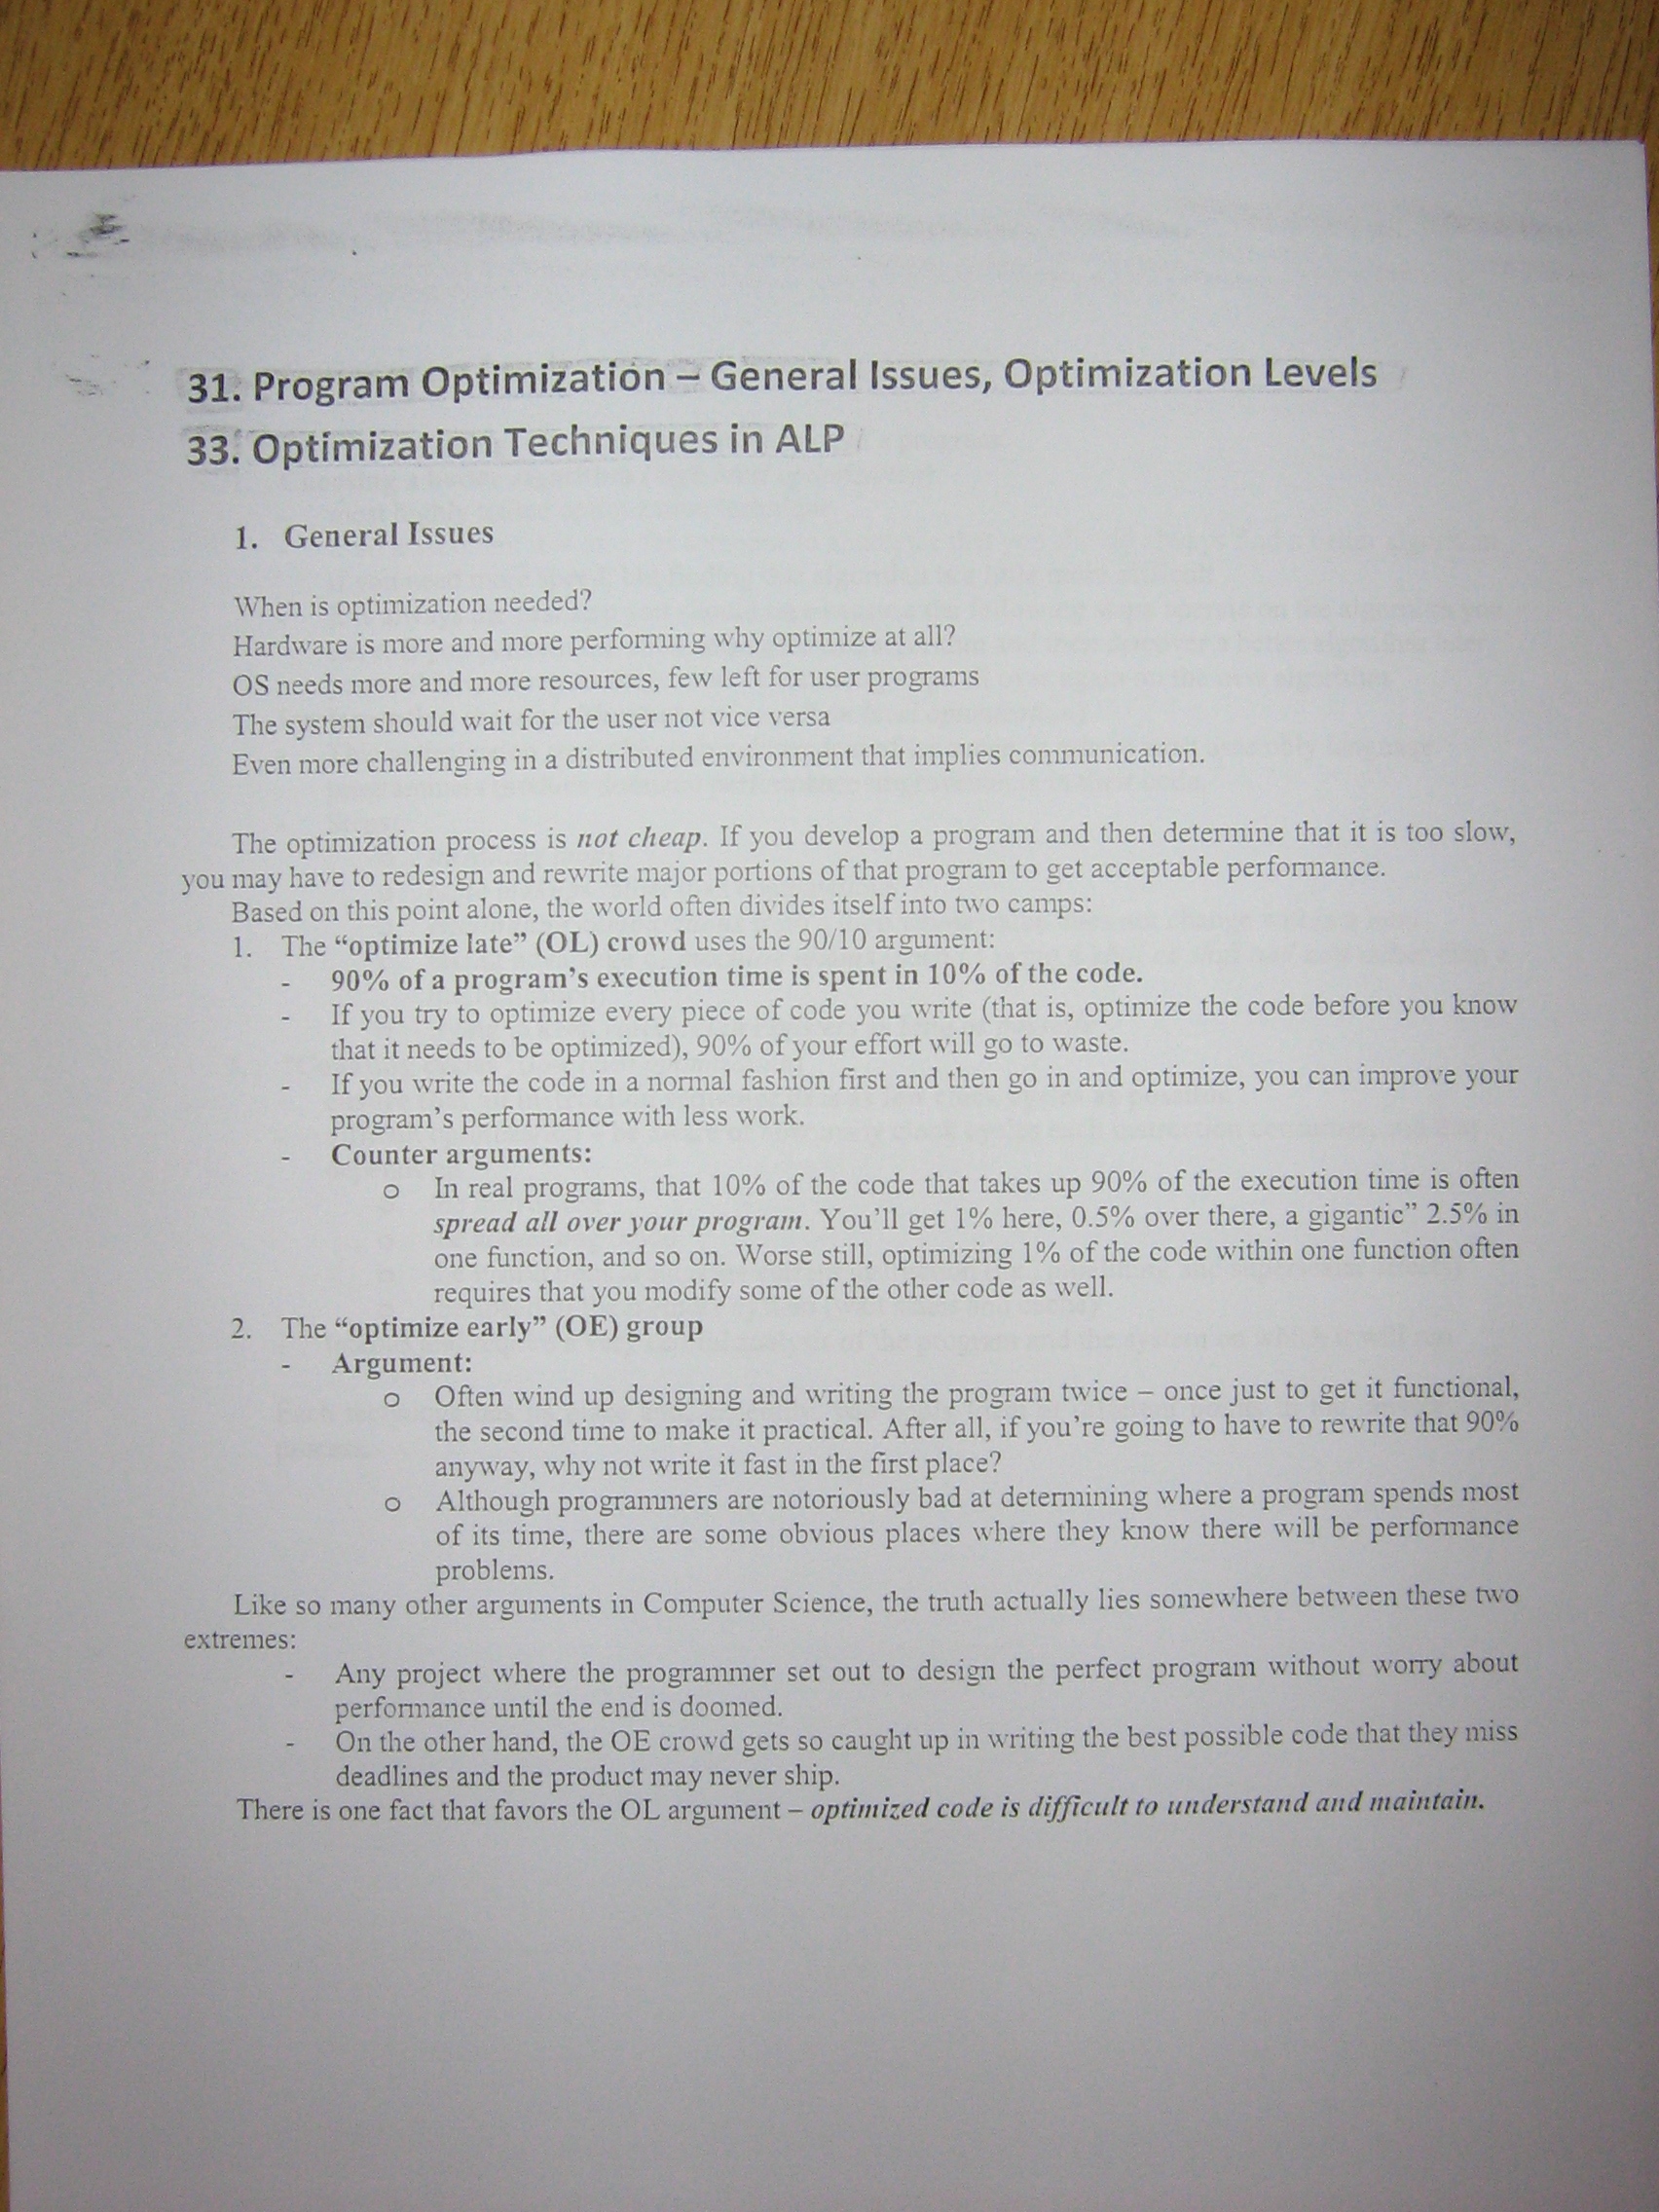 31. Program Optimization – General Issues, Optimization Levels
33. Optimization Techniques in ALP
1. General Issues
When is optimization needed?
Hardware is more and more performing why optimize at all?
OS needs more and more resources, few left for user programs
The system should wait for the user not vice versa
Even more challenging in a distributed environment that implies communication.
The optimization process is not cheap. If you develop a program and then determine that it is too slow,
you may have to redesign and rewrite major portions of that program to get acceptable performance.
Based on this point alone, the world often divides itself into two camps:
1. The “optimize late” (OL) crowd uses the 90/10 argument:
- 90% of a program’s execution time is spent in 10% of the code.
- If you try to optimize every piece of code you write (that is, optimize the code before you know
that it needs to be optimized), 90% of your effort will go to waste.
- If you write the code in a normal fashion first and then go in and optimize, you can improve your
program’s performance with less work.
- Counter arguments:
o In real programs, that 10% of the code that takes up 90% of the execution time is often
spread all over your program. You’ll get 1% here, 0.5% over there, a gigantic” 2.5% in
one function, and so on. Worse still, optimizing 1% of the code within one function often
requires that you modify some of the other code as well.
2. The “optimize early” (OE) group
- Argument:
o Often wind up designing and writing the program twice – once just to get it functional,
the second time to make it practical. After all, if you’re going to have to rewrite that 90%
anyway, why not write it fast in the first place?
o Although programmers are notoriously bad at determining where a program spends most
of its time, there are some obvious places where they know there will be performance
problems.
Like so many other arguments in Computer Science, the truth actually lies somewhere between these two
extremes:
- Any project where the programmer set out to design the perfect program without worry about
performance until the end is doomed.
- On the other hand, the OE crowd gets so caught up in writing the best possible code that they miss
deadlines and the product may never ship.
There is one fact that favors the OL argument – optimized code is difficult to understand and maintain.